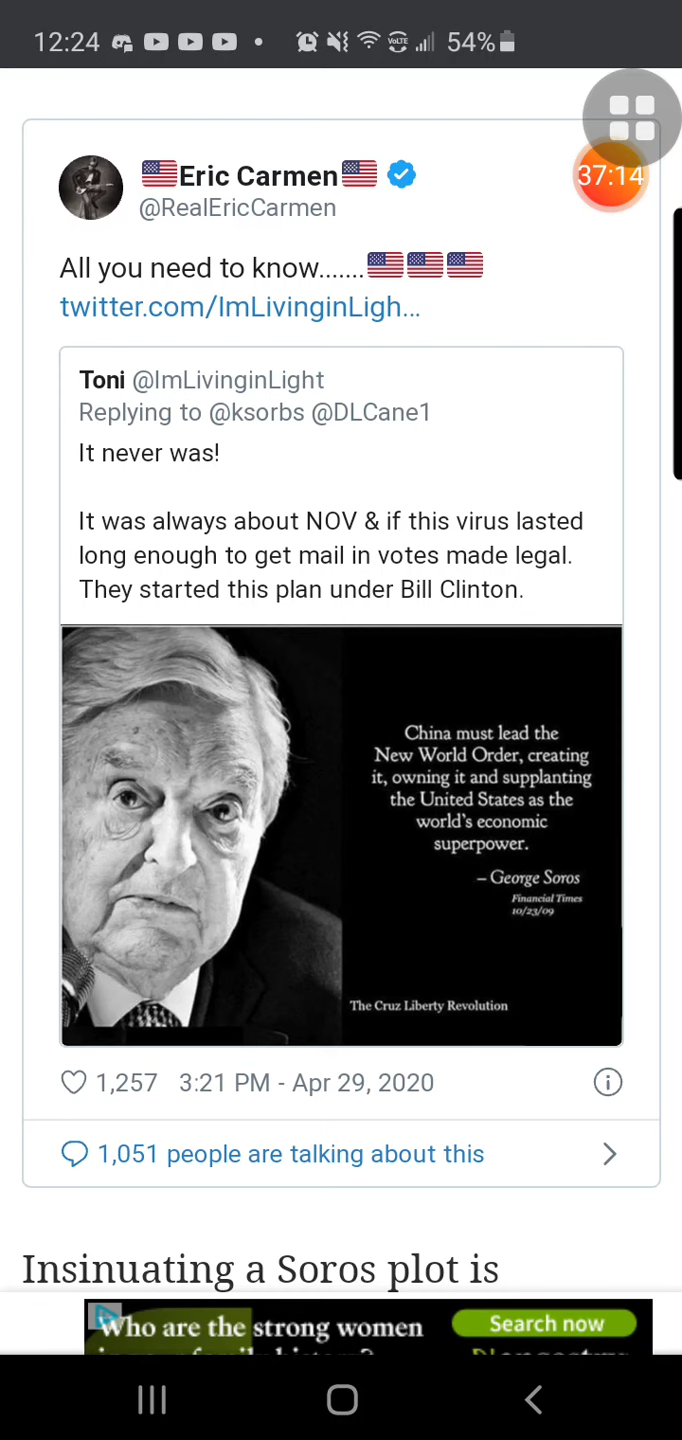 12:24
VoLTE
54%
37:14
Eric Carmen
@RealEricCarmen
All you need to know.......
twitter.com/ImLivinginLigh...
Toni @ImLivinginLight
Replying to @ksorbs @DLCane1
It never was!
It was always about NOV & if this virus lasted
long enough to get mail in votes made legal.
They started this plan under Bill Clinton.
China must lead the
New World Order, creating
it, owning it and supplanting
the United States as the
world's economic
superpower.
– George Soros
Financial Times
10/23/09
The Cruz Liberty Revolution
1,257 3:21 PM - Apr 29, 2020
1,051 people are talking about this
Insinuating a Soros plot is
Who are the strong women
Search now